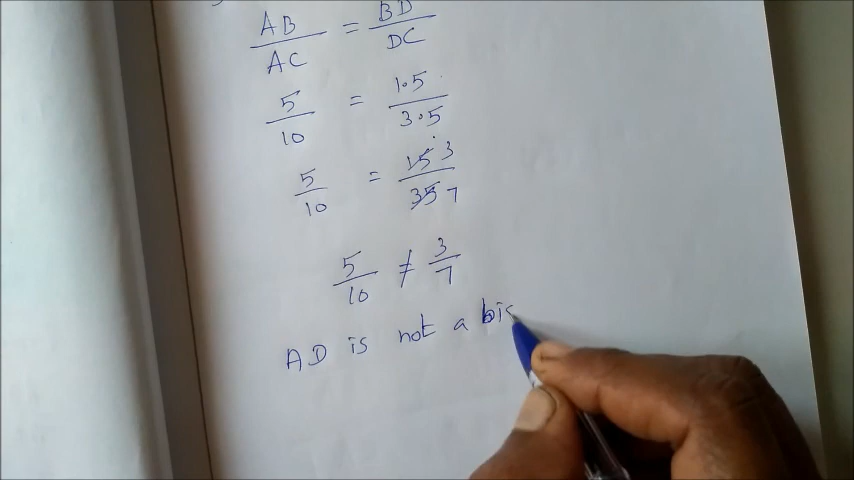 AB/AC = BD/DC
5/10 = 1.5/3.5
5/10 = 15 3/35 7
5/10 ≠ 3/7
AD is not a bis